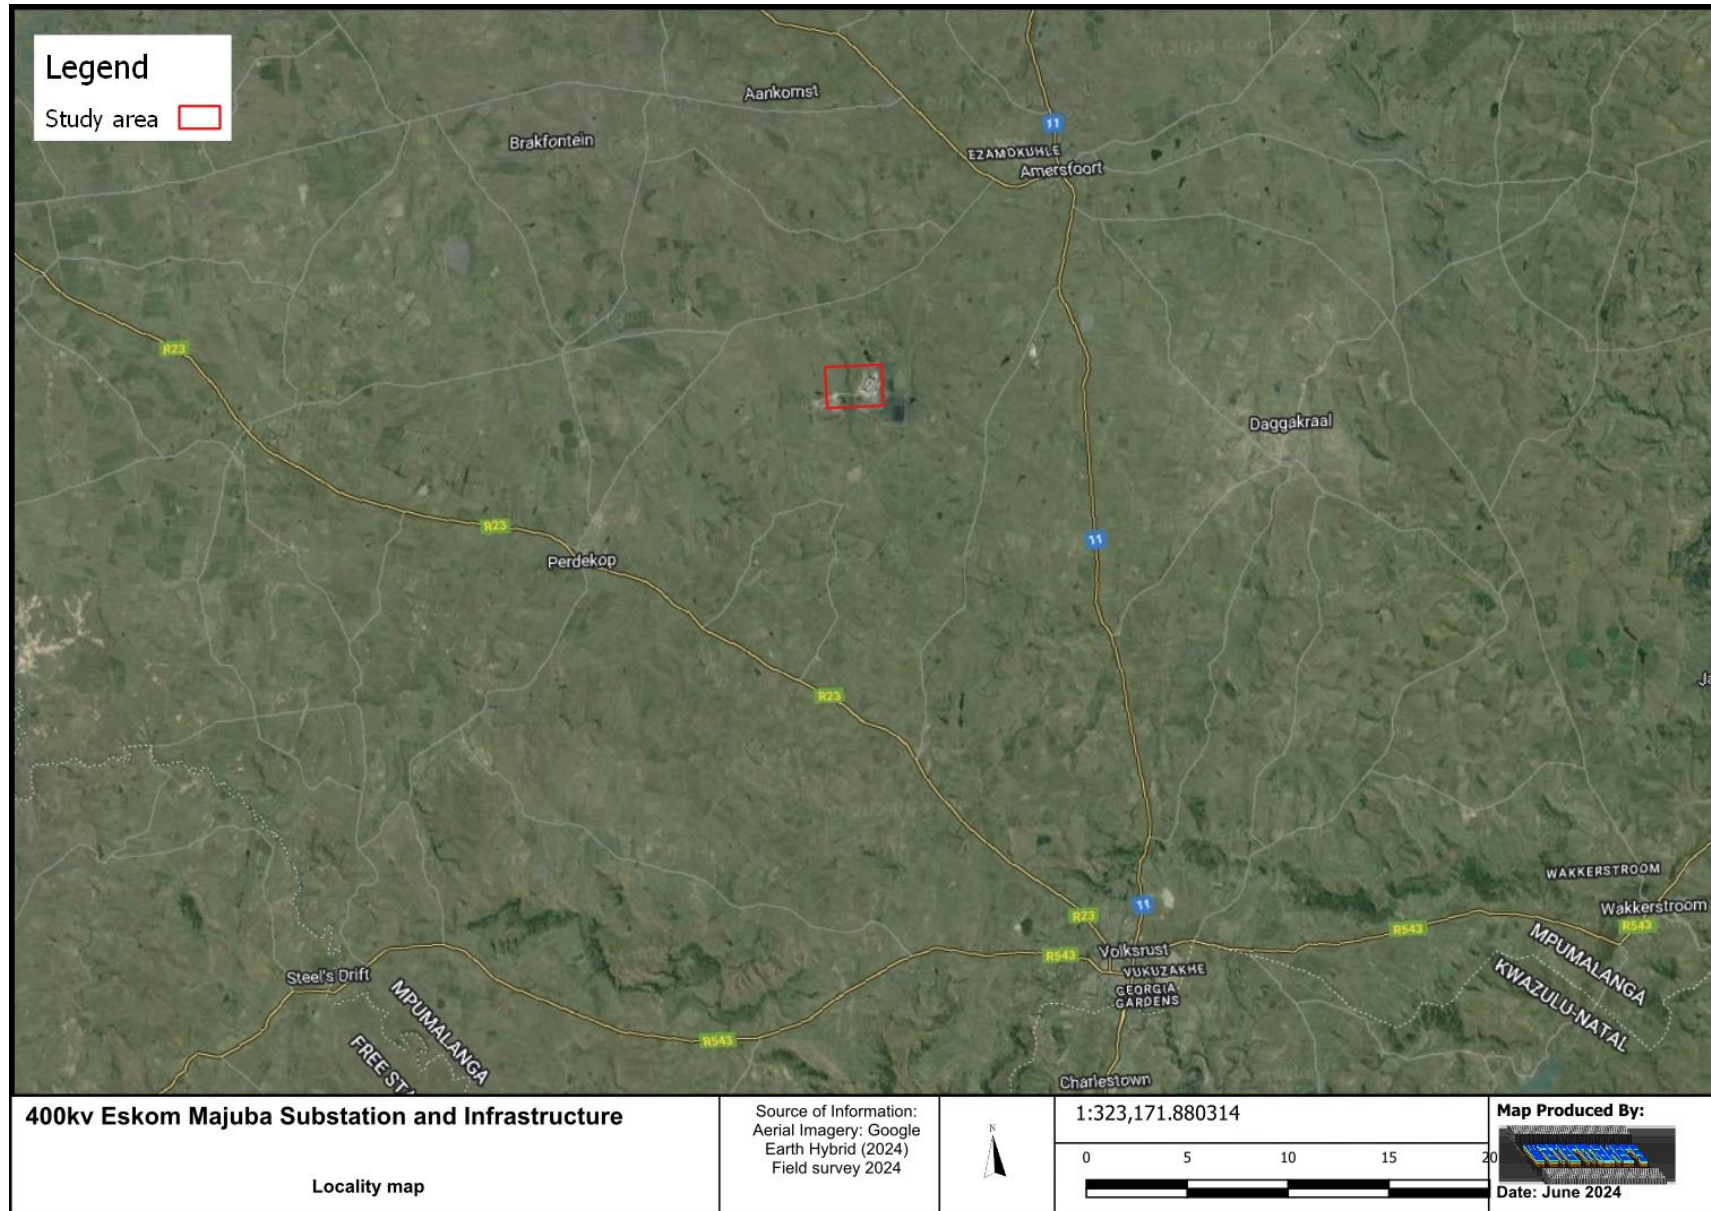 Legend
Study area
Aankomst
Brakfontein
11
EZAMOKUHLE
Amersfoort
R23
Daggakraal
R23
11
Perdekop
R23
WAKKERSTROOM
Wakkerstroom
R23
11
R543
R543
Volksrust
R543
VUKUZAKHE
GEORGIA
GARDENS
MPUMALANGA
KWAZULU-NATAL
Steel's Drift
MPUMALANGA
R543
Charlestown
400kv Eskom Majuba Substation and Infrastructure
Locality map
Source of Information:
Aerial Imagery: Google
Earth Hybrid (2024)
Field survey 2024
N
1:323,171.880314
0 5 10 15 20
Map Produced By:
Date: June 2024